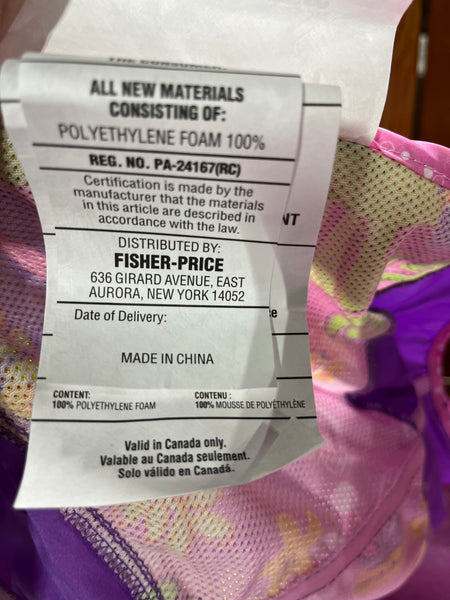 THE CONSUMER.
ALL NEW MATERIALS
CONSISTING OF:
POLYETHYLENE FOAM 100%
REG. NO. PA-24167(RC)
Certification is made by the
manufacturer that the materials
in this article are described in
accordance with the law.
DISTRIBUTED BY:
FISHER-PRICE
636 GIRARD AVENUE, EAST
AURORA, NEW YORK 14052
Date of Delivery:
MADE IN CHINA
CONTENT: CONTENU :
100% POLYETHYLENE FOAM 100% MOUSSE DE POLYÉTHYLÈNE
Valid in Canada only.
Valable au Canada seulement.
Solo válido en Canadá.